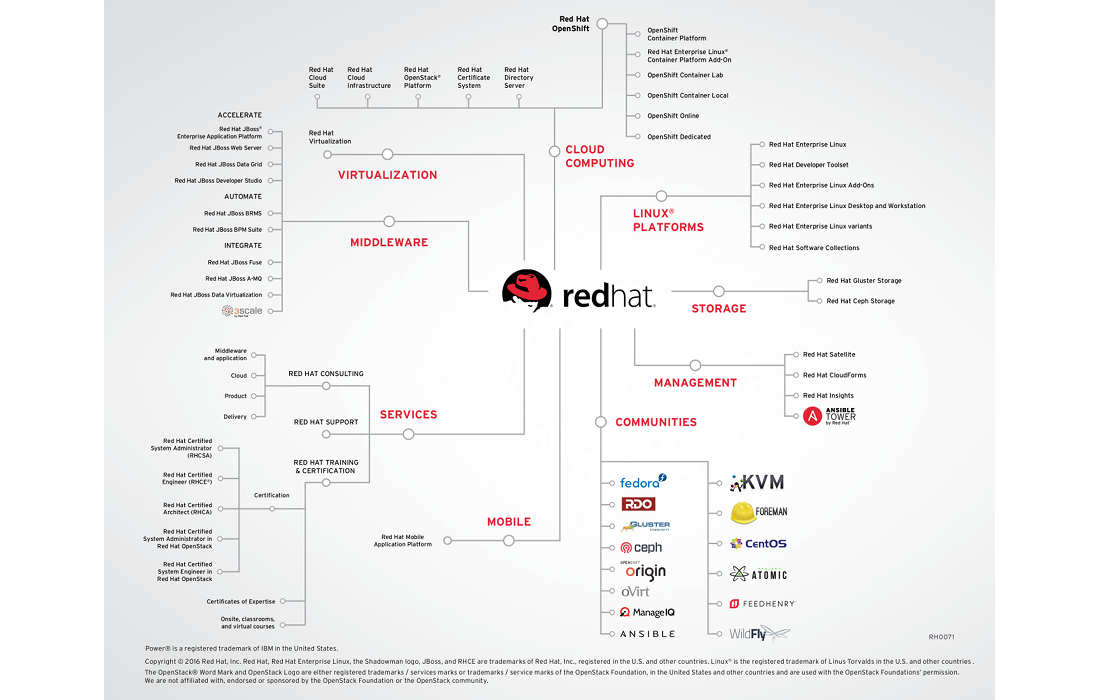 Red Hat
OpenShift
OpenShift
Container Platform
Red Hat Enterprise Linux®
Container Platform Add-On
OpenShift Container Lab
OpenShift Container Local
OpenShift Online
OpenShift Dedicated
Red Hat
Cloud
Suite
Red Hat
Cloud
Infrastructure
Red Hat
OpenStack®
Platform
Red Hat
Certificate
System
Red Hat
Directory
Server
CLOUD
COMPUTING
Red Hat
Virtualization
VIRTUALIZATION
ACCELERATE
Red Hat JBoss®
Enterprise Application Platform
Red Hat JBoss Web Server
Red Hat JBoss Data Grid
Red Hat JBoss Developer Studio
AUTOMATE
Red Hat JBoss BRMS
Red Hat JBoss BPM Suite
INTEGRATE
Red Hat JBoss Fuse
Red Hat JBoss A-MQ
Red Hat JBoss Data Virtualization
3scale
by Red Hat
MIDDLEWARE
LINUX®
PLATFORMS
Red Hat Enterprise Linux
Red Hat Developer Toolset
Red Hat Enterprise Linux Add-Ons
Red Hat Enterprise Linux Desktop and Workstation
Red Hat Enterprise Linux variants
Red Hat Software Collections
redhat.
STORAGE
Red Hat Gluster Storage
Red Hat Ceph Storage
MANAGEMENT
Red Hat Satellite
Red Hat CloudForms
Red Hat Insights
A
ANSIBLE
TOWER
by Red Hat®
SERVICES
RED HAT CONSULTING
Middleware
and application
Cloud
Product
Delivery
RED HAT SUPPORT
RED HAT TRAINING
& CERTIFICATION
Certification
Red Hat Certified
System Administrator
(RHCSA)
Red Hat Certified
Engineer (RHCE®)
Red Hat Certified
Architect (RHCA)
Red Hat Certified
System Administrator in
Red Hat OpenStack
Red Hat Certified
System Engineer in
Red Hat OpenStack
Certificates of Expertise
Onsite, classrooms,
and virtual courses
MOBILE
Red Hat Mobile
Application Platform
COMMUNITIES
fedora
RDO
GLUSTER
COMMUNITY
ceph
OPENSHIFT
origin
oVirt
ManageIQ
ANSIBLE
KVM
FOREMAN
CentOS
PROJECT
ATOMIC
FEEDHENRY
WildFly
RH0071
Power® is a registered trademark of IBM in the United States.
Copyright © 2016 Red Hat, Inc. Red Hat, Red Hat Enterprise Linux, the Shadowman logo, JBoss, and RHCE are trademarks of Red Hat, Inc., registered in the U.S. and other countries. Linux® is the registered trademark of Linus Torvalds in the U.S. and other countries .
The OpenStack® Word Mark and OpenStack Logo are either registered trademarks / services marks or trademarks / service marks of the OpenStack Foundation, in the United States and other countries and are used with the OpenStack Foundations' permission.
We are not affiliated with, endorsed or sponsored by the OpenStack Foundation or the OpenStack community.